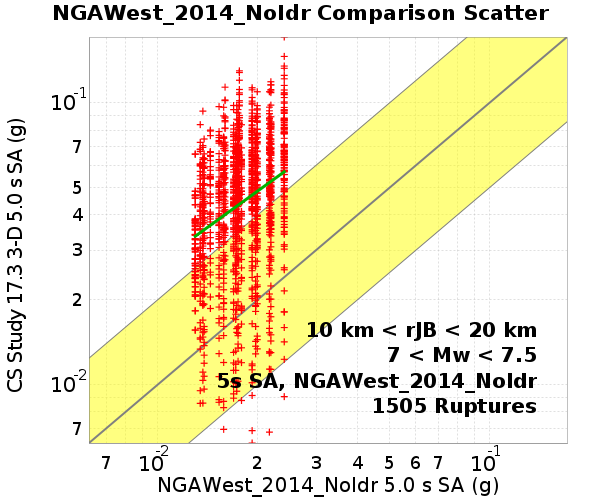 NGAWest_2014_NoIdr Comparison Scatter
CS Study 17.3 3-D 5.0 s SA (g)
10⁻¹
7
5
4
3
2
10⁻²
7
10 km < rJB < 20 km
7 < Mw < 7.5
5s SA, NGAWest_2014_NoIdr
1505 Ruptures
7 10⁻² 2 3 4 5 6 7 10⁻¹
NGAWest_2014_NoIdr 5.0 s SA (g)